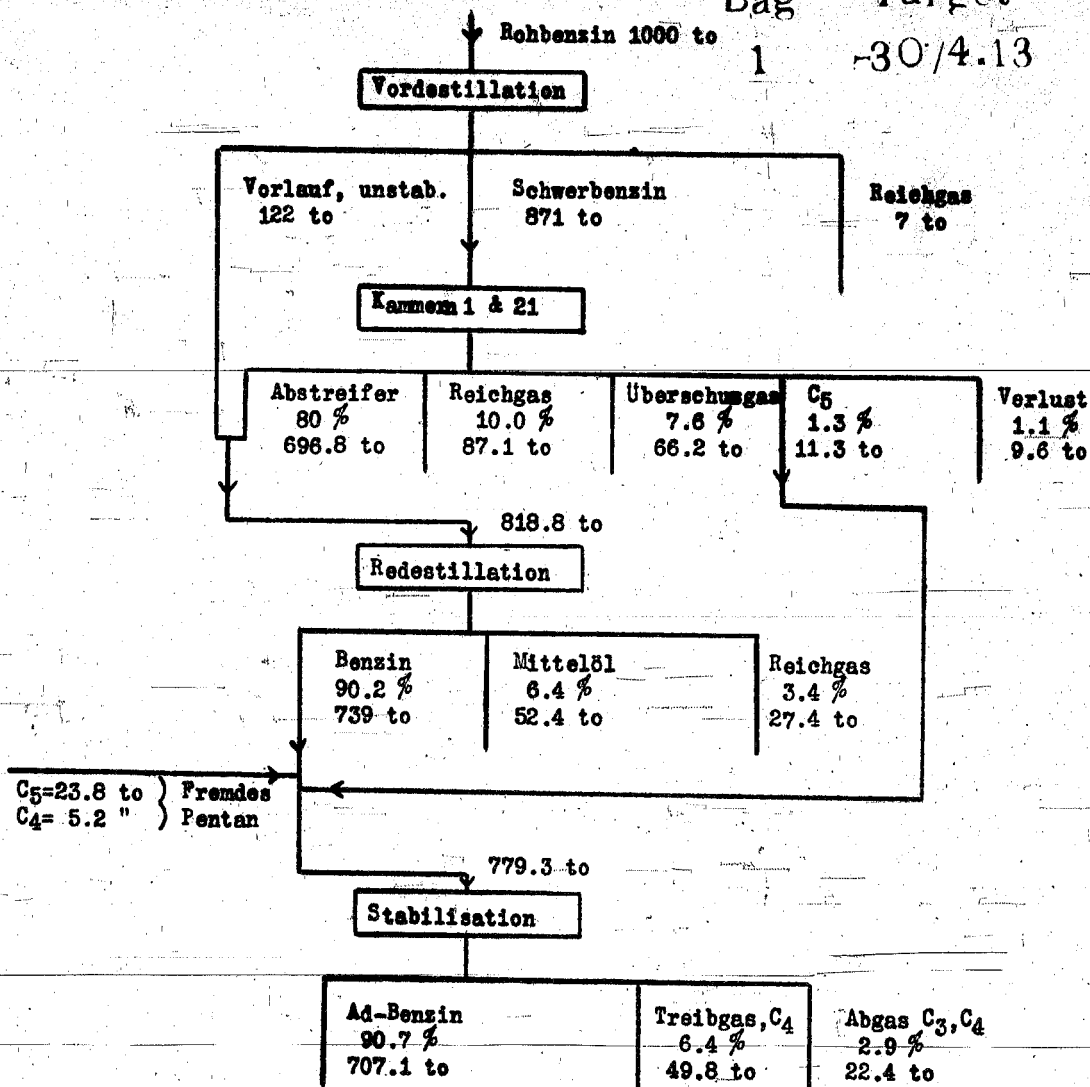 Bag Target
1 -30/4.13
Rohbenzin 1000 to
Vordestillation
Vorlauf, unstab.
122 to
Schwerbenzin
871 to
Reichgas
7 to
Kammern 1 & 21
Abstreifer
80 %
696.8 to
Reichgas
10.0 %
87.1 to
Überschussgas
7.6 %
66.2 to
C5
1.3 %
11.3 to
Verlust
1.1 %
9.6 to
818.8 to
Redestillation
Benzin
90.2 %
739 to
Mittelöl
6.4 %
52.4 to
Reichgas
3.4 %
27.4 to
C5=23.8 to ) Fremdes
C4= 5.2 " ) Pentan
779.3 to
Stabilisation
Ad-Benzin
90.7 %
707.1 to
Treibgas, C4
6.4 %
49.8 to
Abgas C3, C4
2.9 %
22.4 to